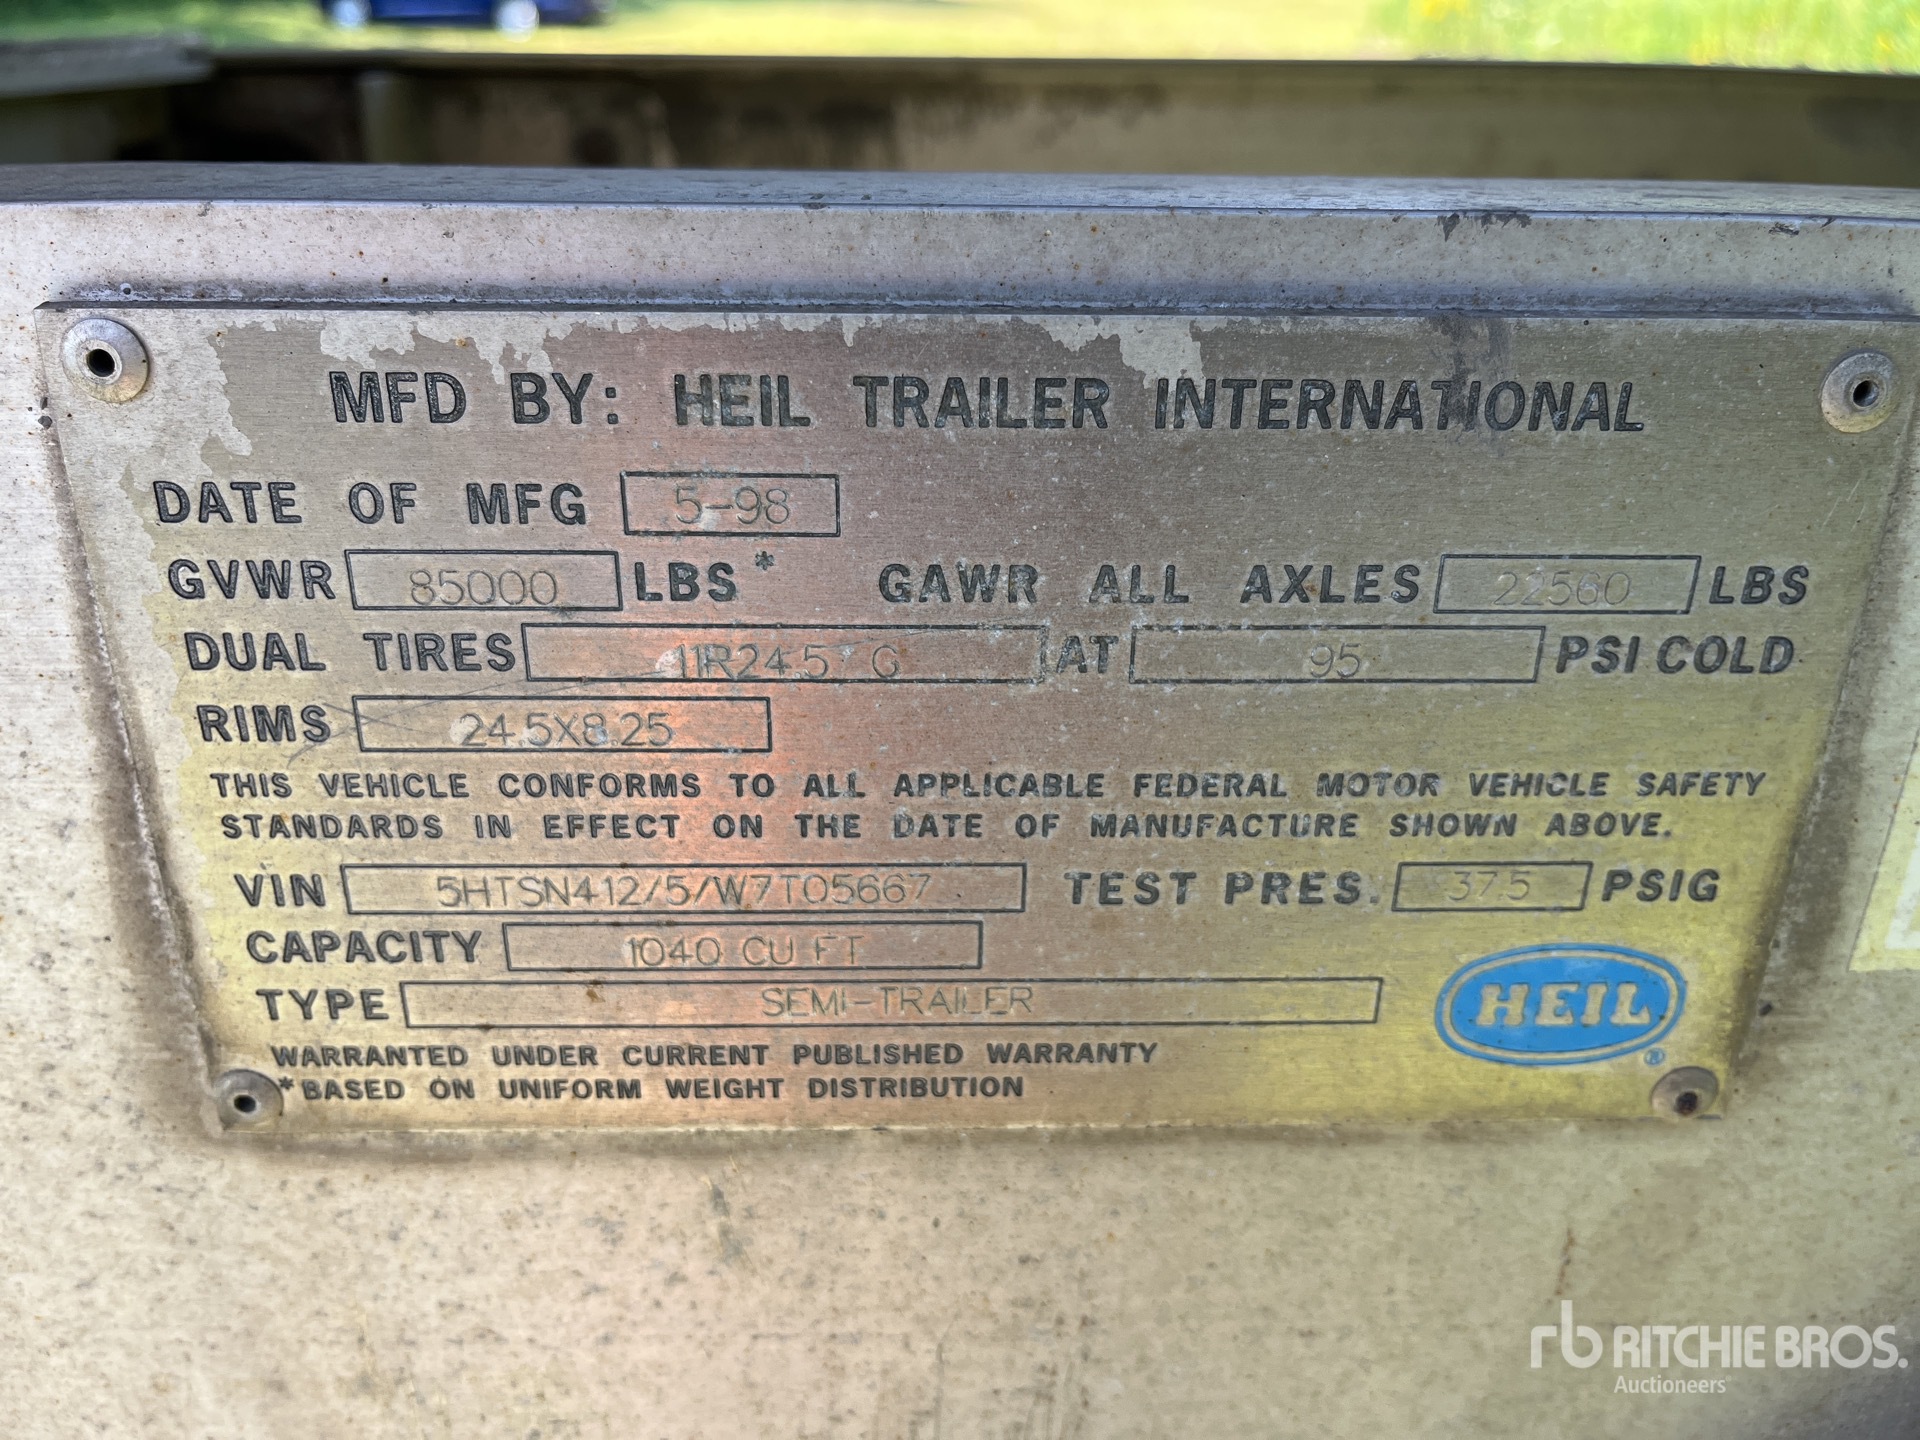 MFD BY: HEIL TRAILER INTERNATIONAL
DATE OF MFG 5-98
GVWR 85000 LBS* GAWR ALL AXLES 22560 LBS
DUAL TIRES 11R24.5 G AT 95 PSI COLD
RIMS 24.5X8.25
THIS VEHICLE CONFORMS TO ALL APPLICABLE FEDERAL MOTOR VEHICLE SAFETY
STANDARDS IN EFFECT ON THE DATE OF MANUFACTURE SHOWN ABOVE.
VIN 5HTSN412/5/W7T05667 TEST PRES. 37.5 PSIG
CAPACITY 1040 CU FT
TYPE SEMI-TRAILER
HEIL ®
WARRANTED UNDER CURRENT PUBLISHED WARRANTY
*BASED ON UNIFORM WEIGHT DISTRIBUTION
rb RITCHIE BROS.
Auctioneers